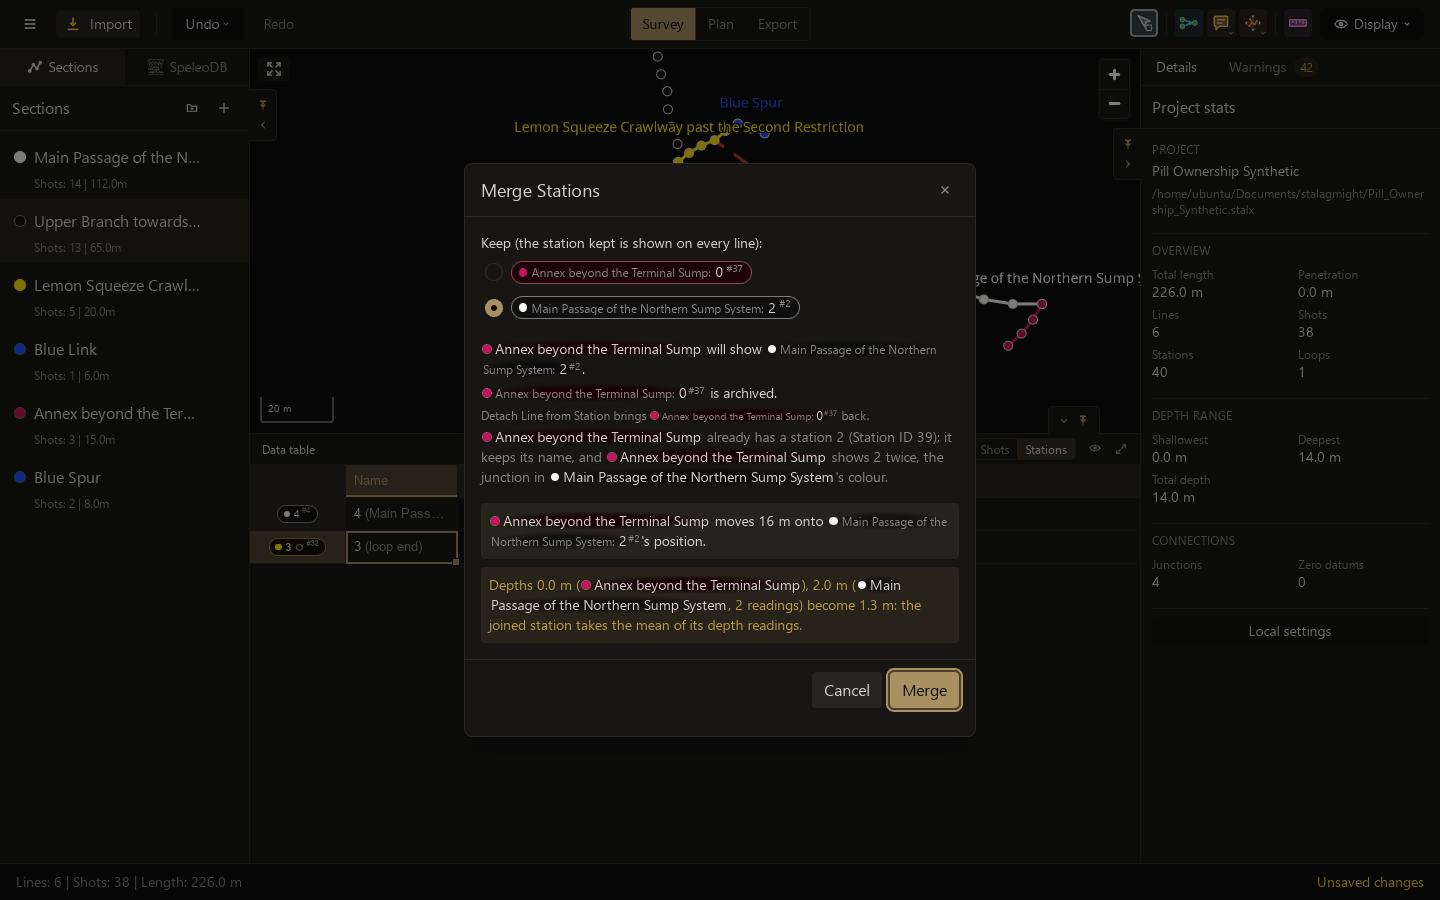 Import
Undo
Redo
Survey
Plan
Export
Display
Sections
SpeleoDB
Details
Warnings 42
Sections
Main Passage of the N...
Shots: 14 | 112.0m
Upper Branch towards...
Shots: 13 | 65.0m
Lemon Squeeze Crawl...
Shots: 5 | 20.0m
Blue Link
Shots: 1 | 6.0m
Annex beyond the Ter...
Shots: 3 | 15.0m
Blue Spur
Shots: 2 | 8.0m
Blue Spur
Lemon Squeeze Crawlway past the Second Restriction
ge of the Northern Sump S
20 m
Merge Stations
Keep (the station kept is shown on every line):
Annex beyond the Terminal Sump: 0 #37
Main Passage of the Northern Sump System: 2 #2
Annex beyond the Terminal Sump will show Main Passage of the Northern
Sump System: 2 #2.
Annex beyond the Terminal Sump: 0 #37 is archived.
Detach Line from Station brings Annex beyond the Terminal Sump: 0 #37 back.
Annex beyond the Terminal Sump already has a station 2 (Station ID 39); it
keeps its name, and Annex beyond the Terminal Sump shows 2 twice, the
junction in Main Passage of the Northern Sump System's colour.
Annex beyond the Terminal Sump moves 16 m onto Main Passage of the
Northern Sump System: 2 #2's position.
Depths 0.0 m (Annex beyond the Terminal Sump), 2.0 m (Main
Passage of the Northern Sump System, 2 readings) become 1.3 m: the
joined station takes the mean of its depth readings.
Cancel
Merge
Data table
Shots
Stations
Name
4 #4
4 (Main Pass...
3 #32
3 (loop end)
Project stats
PROJECT
Pill Ownership Synthetic
/home/ubuntu/Documents/stalagmight/Pill_Owner
ship_Synthetic.stalx
OVERVIEW
Total length
Penetration
226.0 m
0.0 m
Lines
Shots
6
38
Stations
Loops
40
1
DEPTH RANGE
Shallowest
Deepest
0.0 m
14.0 m
Total depth
14.0 m
CONNECTIONS
Junctions
Zero datums
4
0
Local settings
Lines: 6 | Shots: 38 | Length: 226.0 m
Unsaved changes